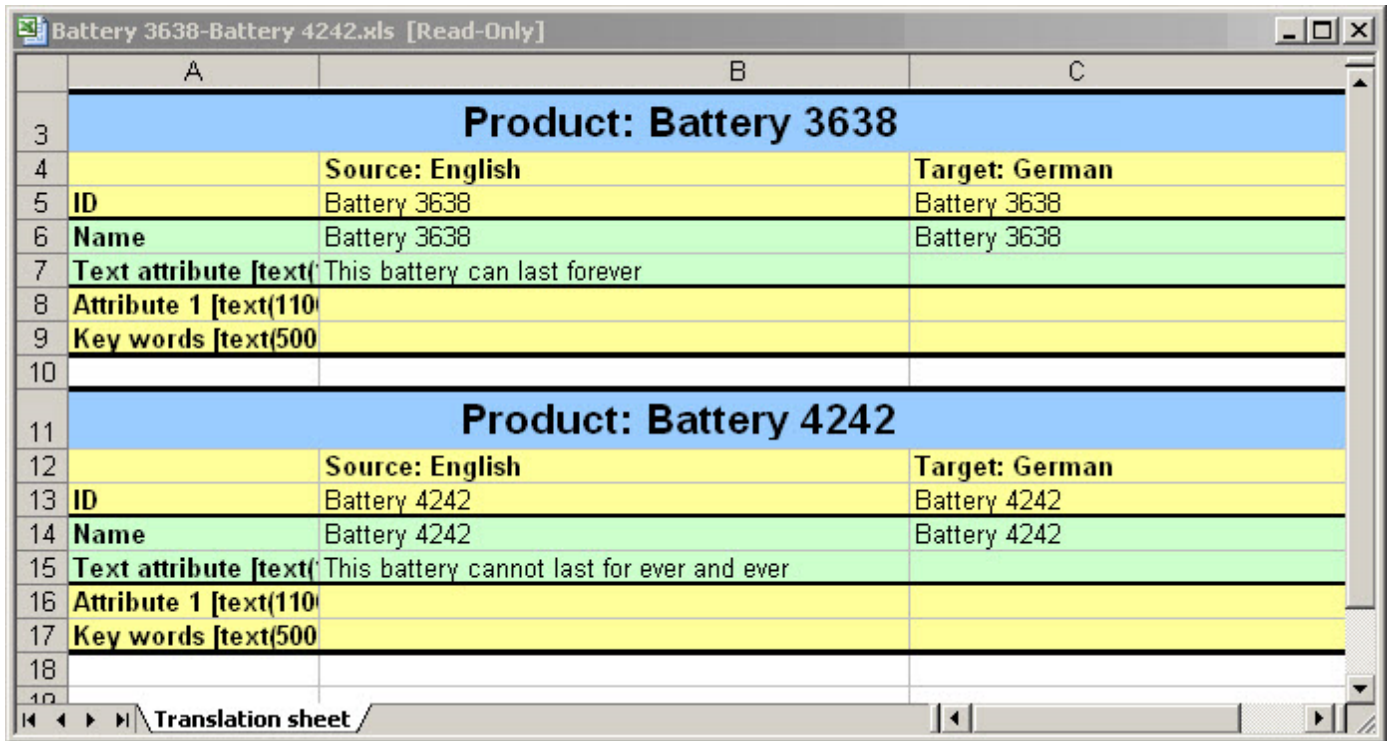 Battery 3638-Battery 4242.xls [Read-Only]
A B C
3 Product: Battery 3638
4 Source: English Target: German
5 ID Battery 3638 Battery 3638
6 Name Battery 3638 Battery 3638
7 Text attribute [text( This battery can last forever
8 Attribute 1 [text(110
9 Key words [text(500
10
11 Product: Battery 4242
12 Source: English Target: German
13 ID Battery 4242 Battery 4242
14 Name Battery 4242 Battery 4242
15 Text attribute [text( This battery cannot last for ever and ever
16 Attribute 1 [text(110
17 Key words [text(500
18
Translation sheet